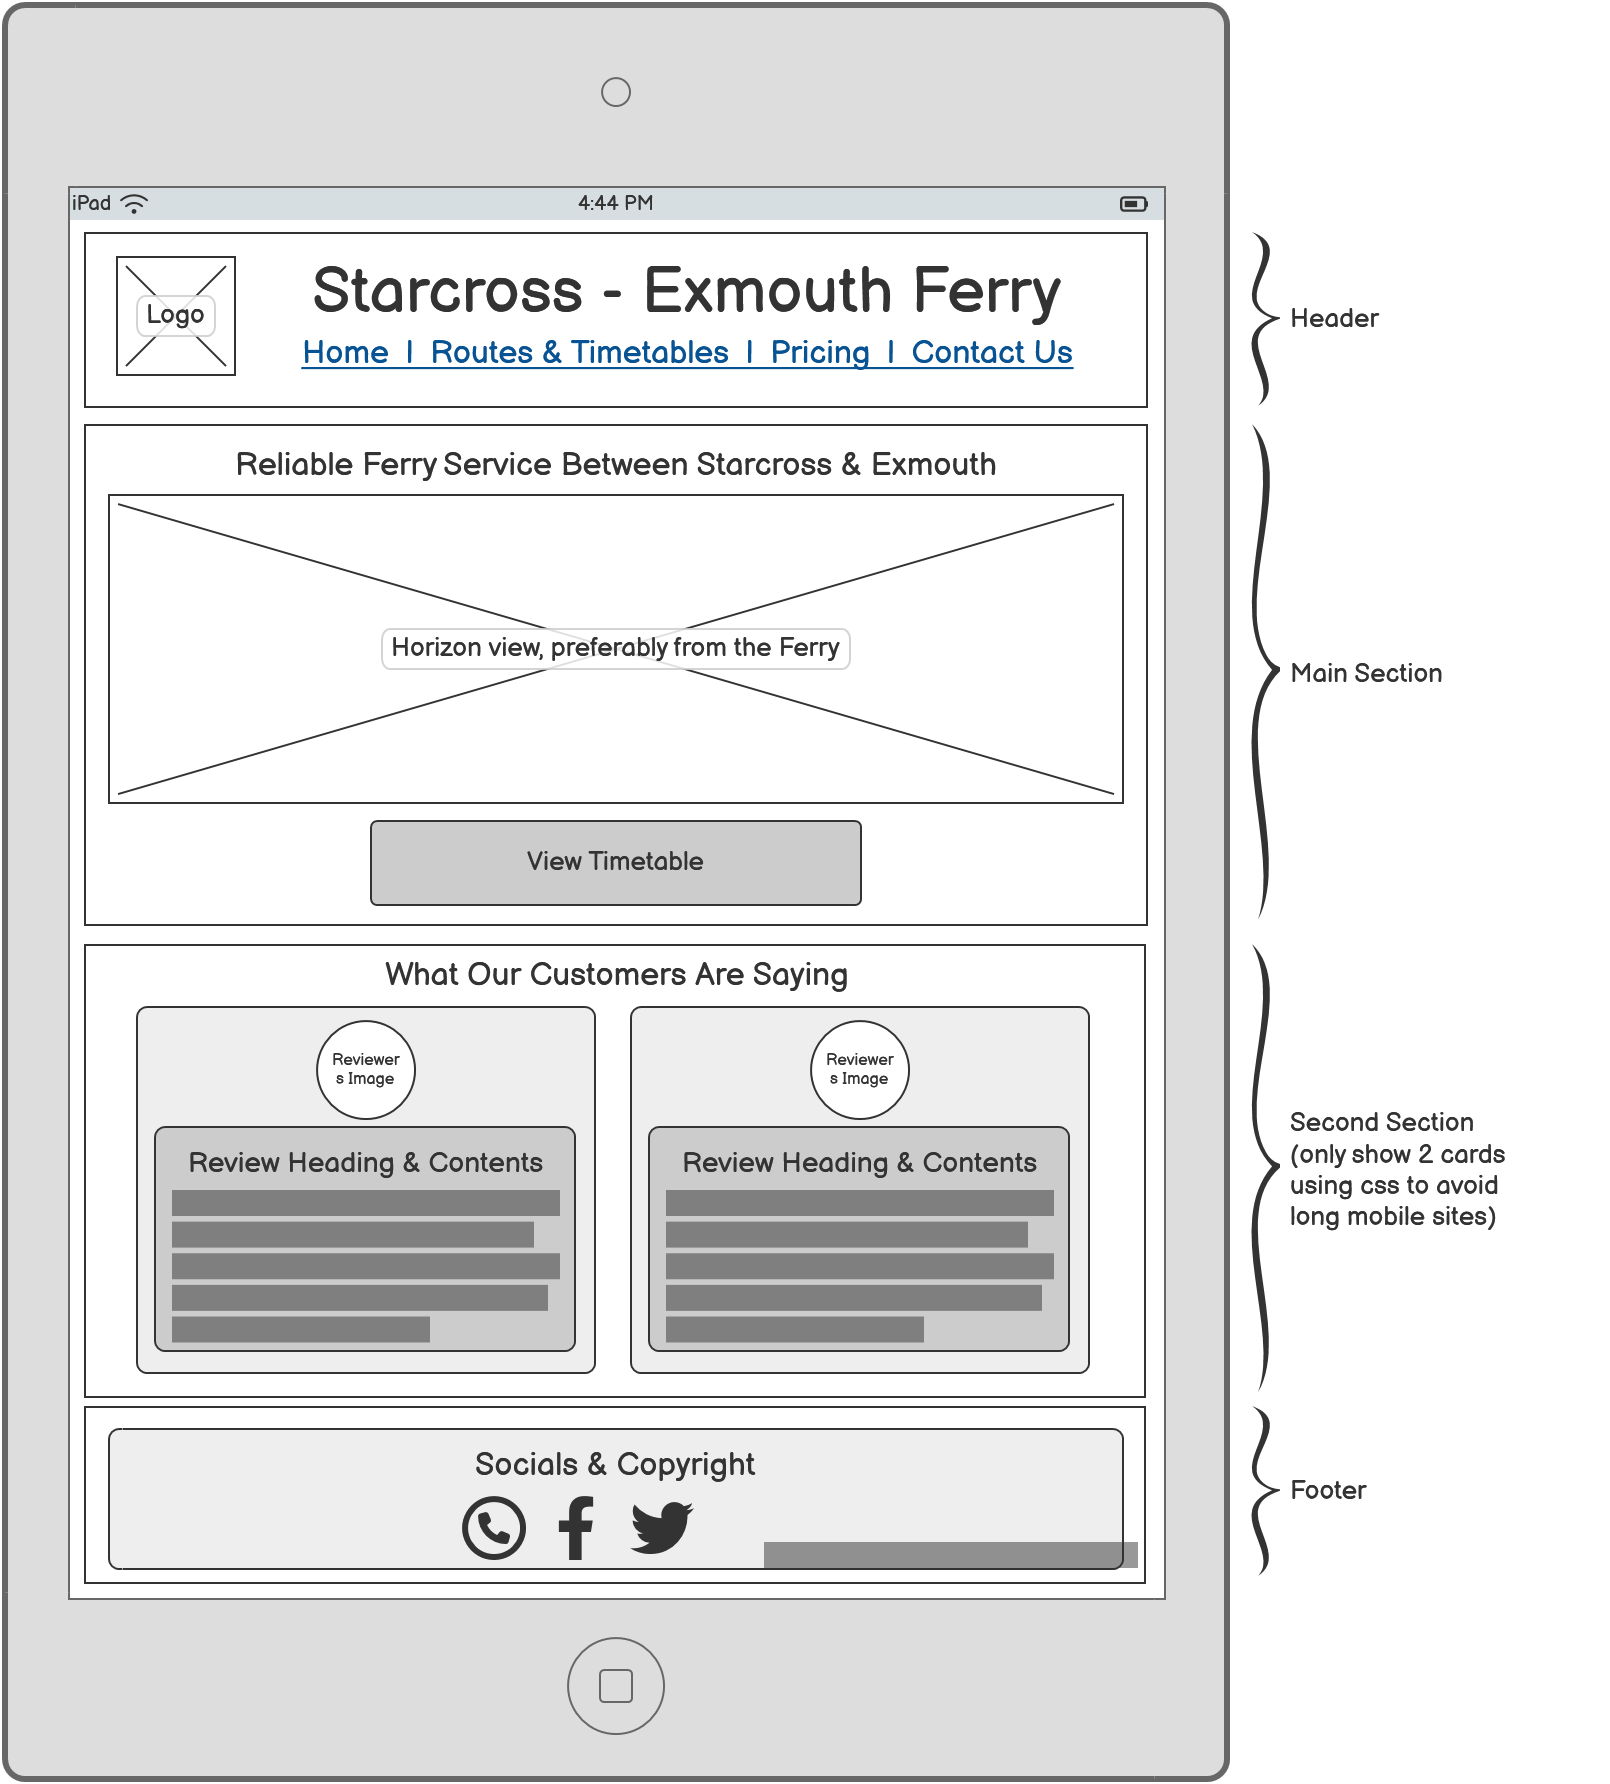 iPad
4:44 PM
Logo
Starcross - Exmouth Ferry
Home | Routes & Timetables | Pricing | Contact Us
Header
Reliable Ferry Service Between Starcross & Exmouth
Horizon view, preferably from the Ferry
Main Section
View Timetable
What Our Customers Are Saying
Reviewer
s Image
Review Heading & Contents
Reviewer
s Image
Review Heading & Contents
Second Section
(only show 2 cards
using css to avoid
long mobile sites)
Socials & Copyright
Footer